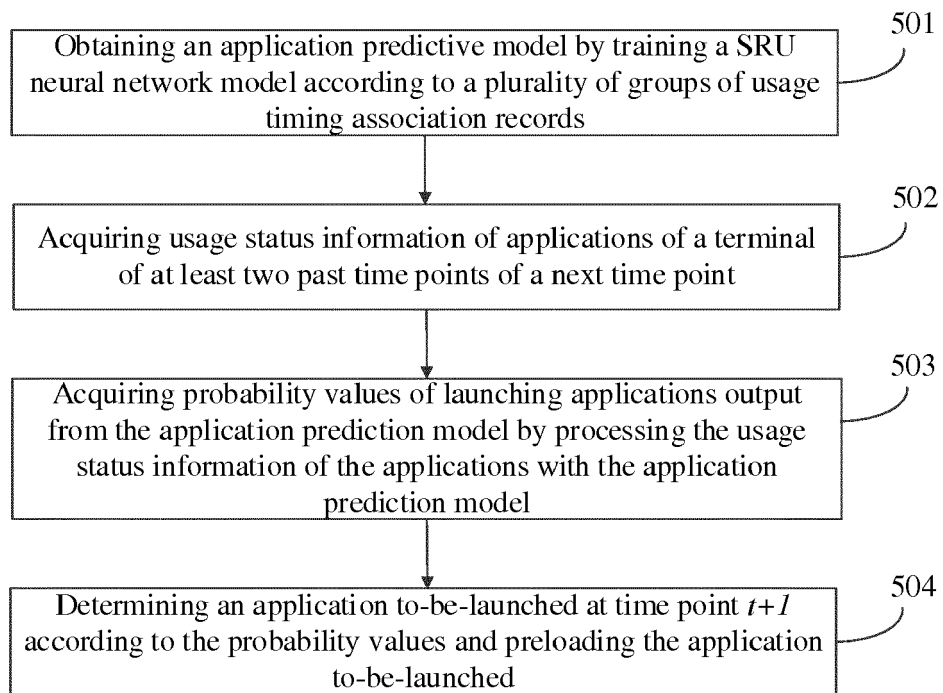 501
Obtaining an application predictive model by training a SRU
neural network model according to a plurality of groups of usage
timing association records
502
Acquiring usage status information of applications of a terminal
of at least two past time points of a next time point
503
Acquiring probability values of launching applications output
from the application prediction model by processing the usage
status information of the applications with the application
prediction model
504
Determining an application to-be-launched at time point t+1
according to the probability values and preloading the application
to-be-launched